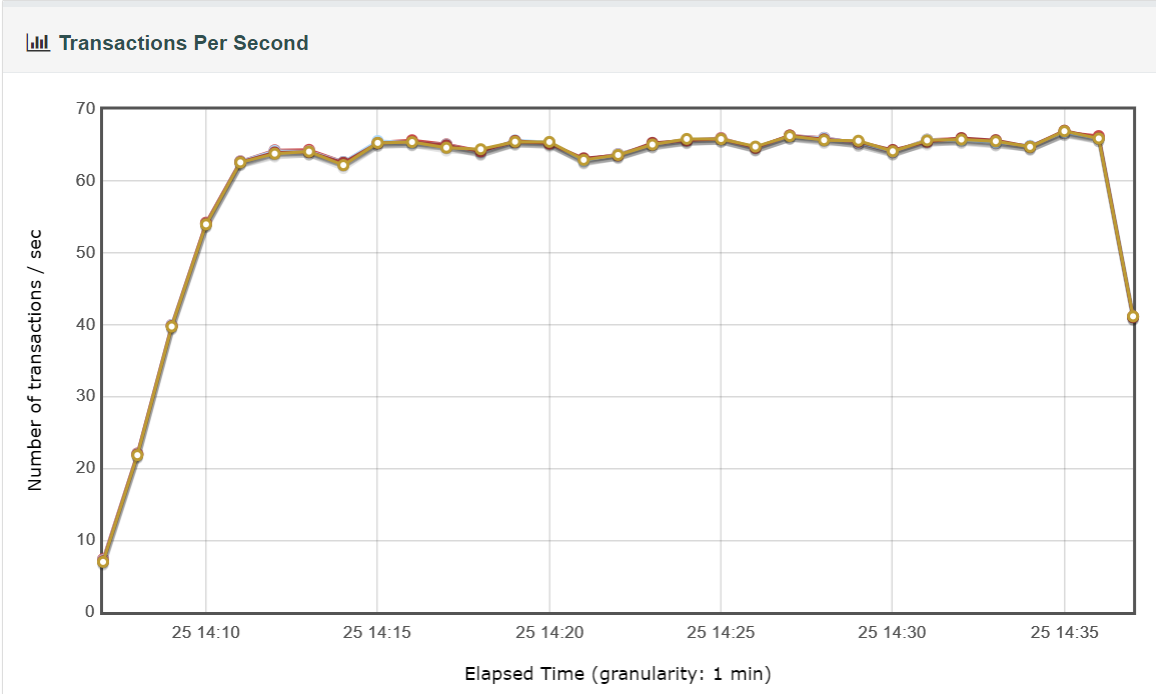 Transactions Per Second
70
60
50
40
30
20
10
0
Number of transactions / sec
25 14:10 25 14:15 25 14:20 25 14:25 25 14:30 25 14:35
Elapsed Time (granularity: 1 min)